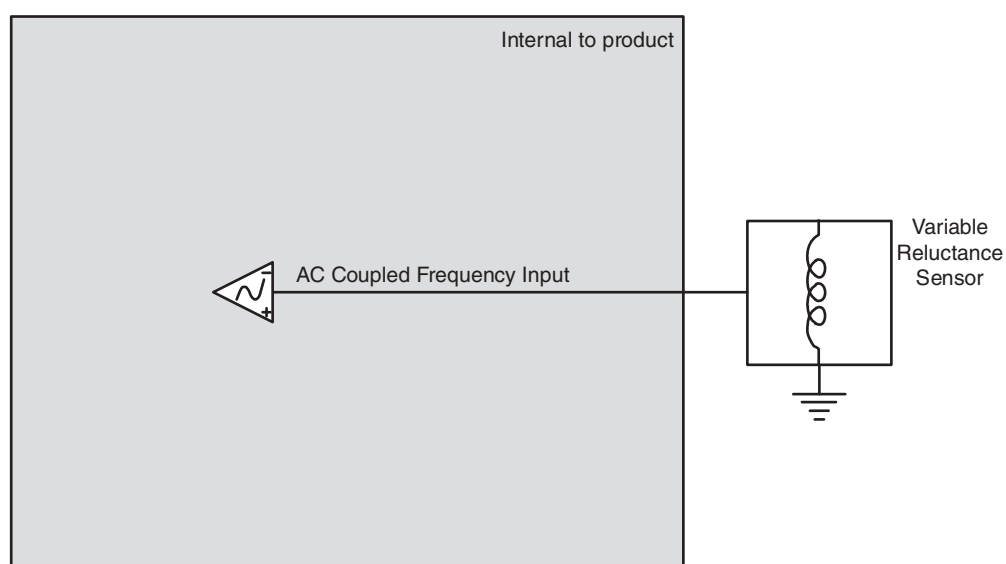 Internal to product
AC Coupled Frequency Input
Variable
Reluctance
Sensor